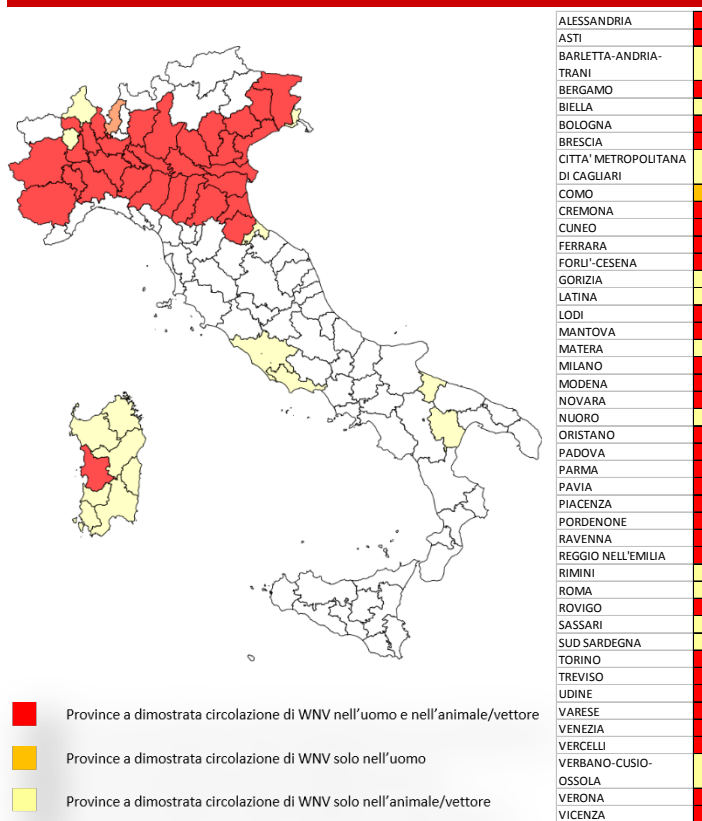 ALESSANDRIA
ASTI
BARLETTA-ANDRIA-
TRANI
BERGAMO
BIELLA
BOLOGNA
BRESCIA
CITTA' METROPOLITANA
DI CAGLIARI
COMO
CREMONA
CUNEO
FERRARA
FORLI'-CESENA
GORIZIA
LATINA
LODI
MANTOVA
MATERA
MILANO
MODENA
NOVARA
NUORO
ORISTANO
PADOVA
PARMA
PAVIA
PIACENZA
PORDENONE
RAVENNA
REGGIO NELL'EMILIA
RIMINI
ROMA
ROVIGO
SASSARI
SUD SARDEGNA
TORINO
TREVISO
UDINE
VARESE
VENEZIA
VERCELLI
VERBANO-CUSIO-
OSSOLA
VERONA
VICENZA
Province a dimostrata circolazione di WNV nell'uomo e nell'animale/vettore
Province a dimostrata circolazione di WNV solo nell'uomo
Province a dimostrata circolazione di WNV solo nell'animale/vettore